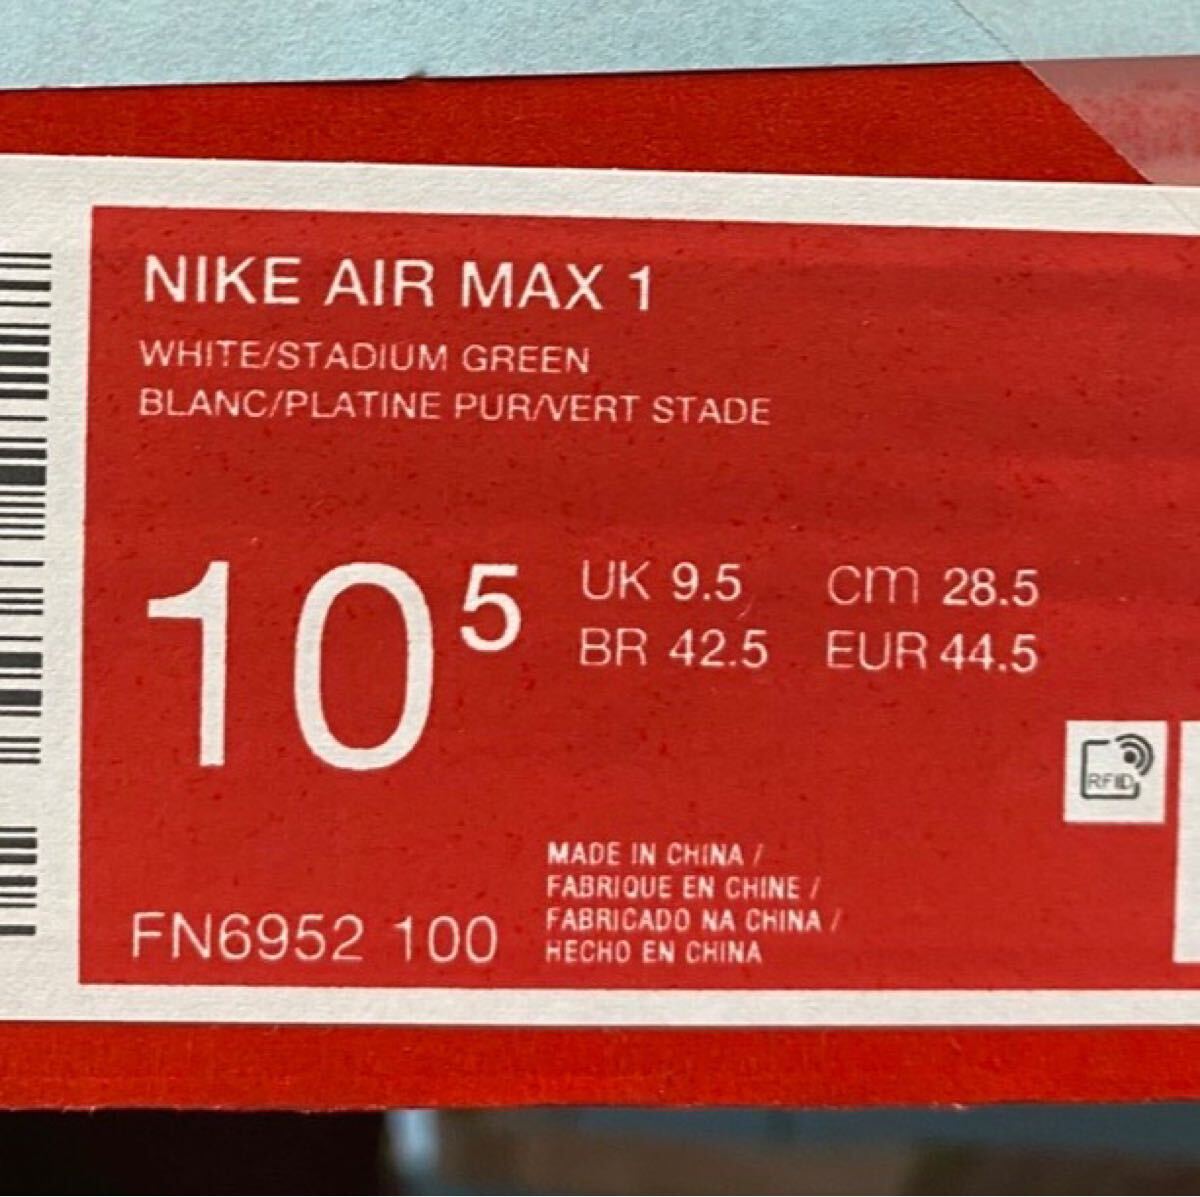 NIKE AIR MAX 1
WHITE/STADIUM GREEN
BLANC/PLATINE PUR/VERT STADE
10 5
UK 9.5 cm 28.5
BR 42.5 EUR 44.5
RFID
MADE IN CHINA /
FABRIQUE EN CHINE /
FABRICADO NA CHINA /
HECHO EN CHINA
FN6952 100